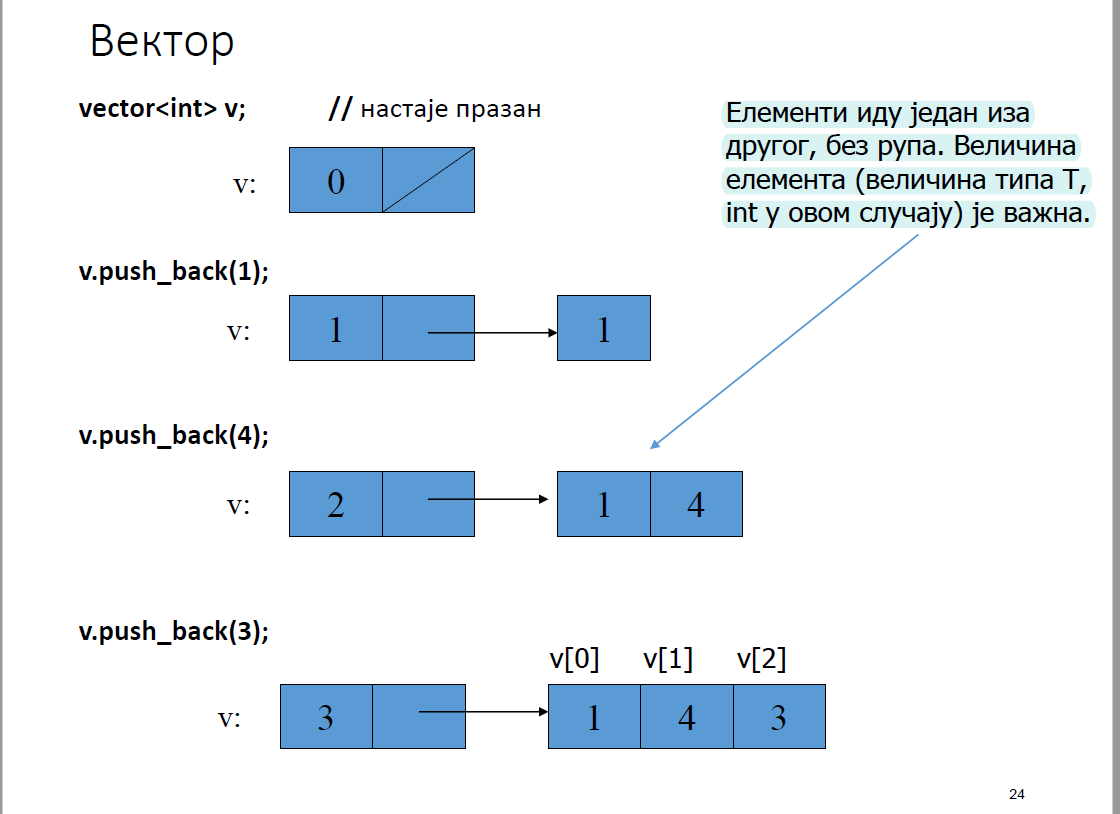 Вектор
vector<int> v; // настаје празан
v: 0
Елементи иду један иза
другог, без рупа. Величина
елемента (величина типа T,
int у овом случају) је важна.
v.push_back(1);
v: 1 1
v.push_back(4);
v: 2 1 4
v.push_back(3);
v[0] v[1] v[2]
v: 3 1 4 3
24